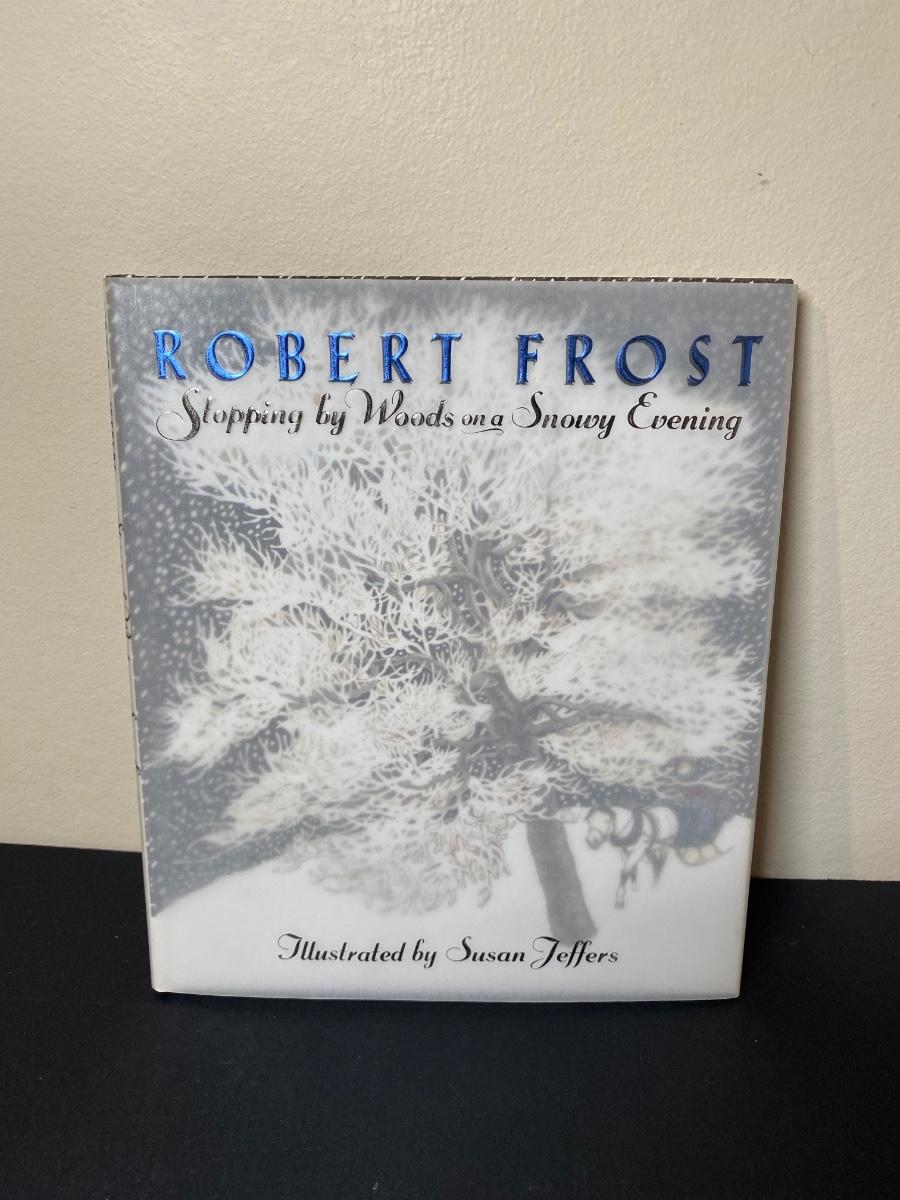 ROBERT FROST
Stopping by Woods on a Snowy Evening
Illustrated by Susan Jeffers